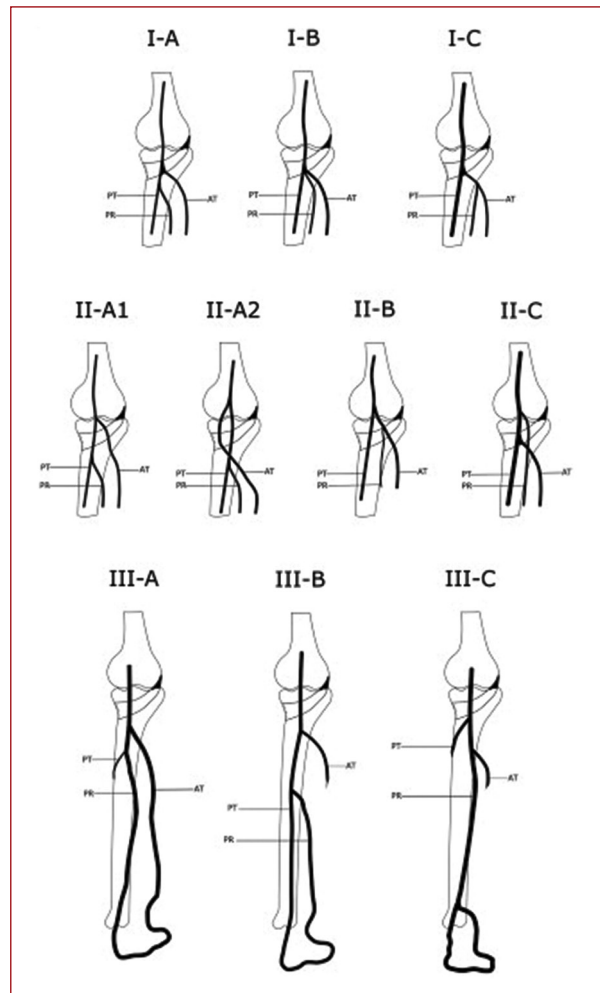 I-A I-B I-C
PT AT PT AT PT AT
PR PR PR
II-A1 II-A2 II-B II-C
PT AT PT AT PT AT PT AT
PR PR PR PR
III-A III-B III-C
PT PT
AT AT
PR AT PR
PT
PR